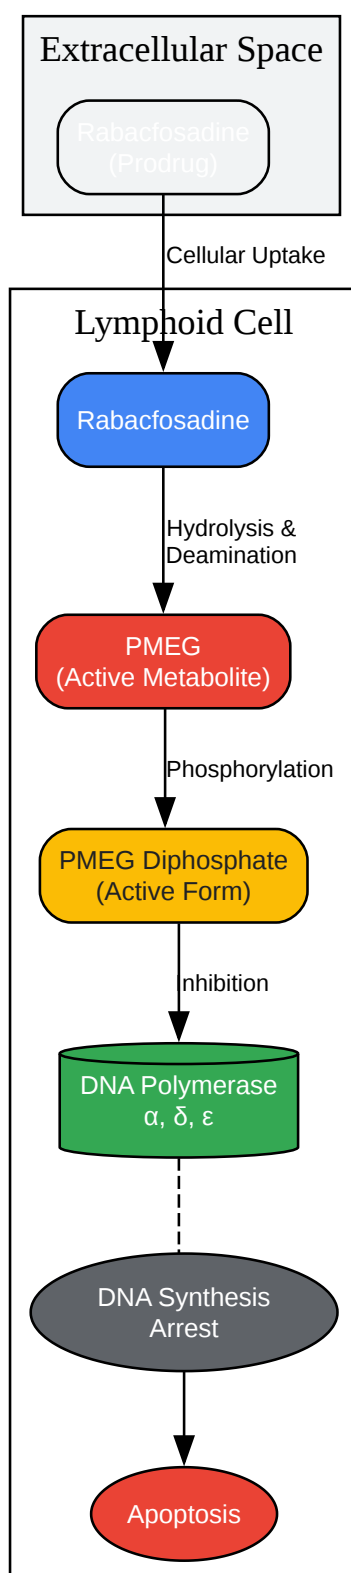 Extracellular Space
Rabacfosadine
(Prodrug)
Cellular Uptake
Lymphoid Cell
Rabacfosadine
Hydrolysis &
Deamination
PMEG
(Active Metabolite)
Phosphorylation
PMEG Diphosphate
(Active Form)
Inhibition
DNA Polymerase
α, δ, ε
DNA Synthesis
Arrest
Apoptosis